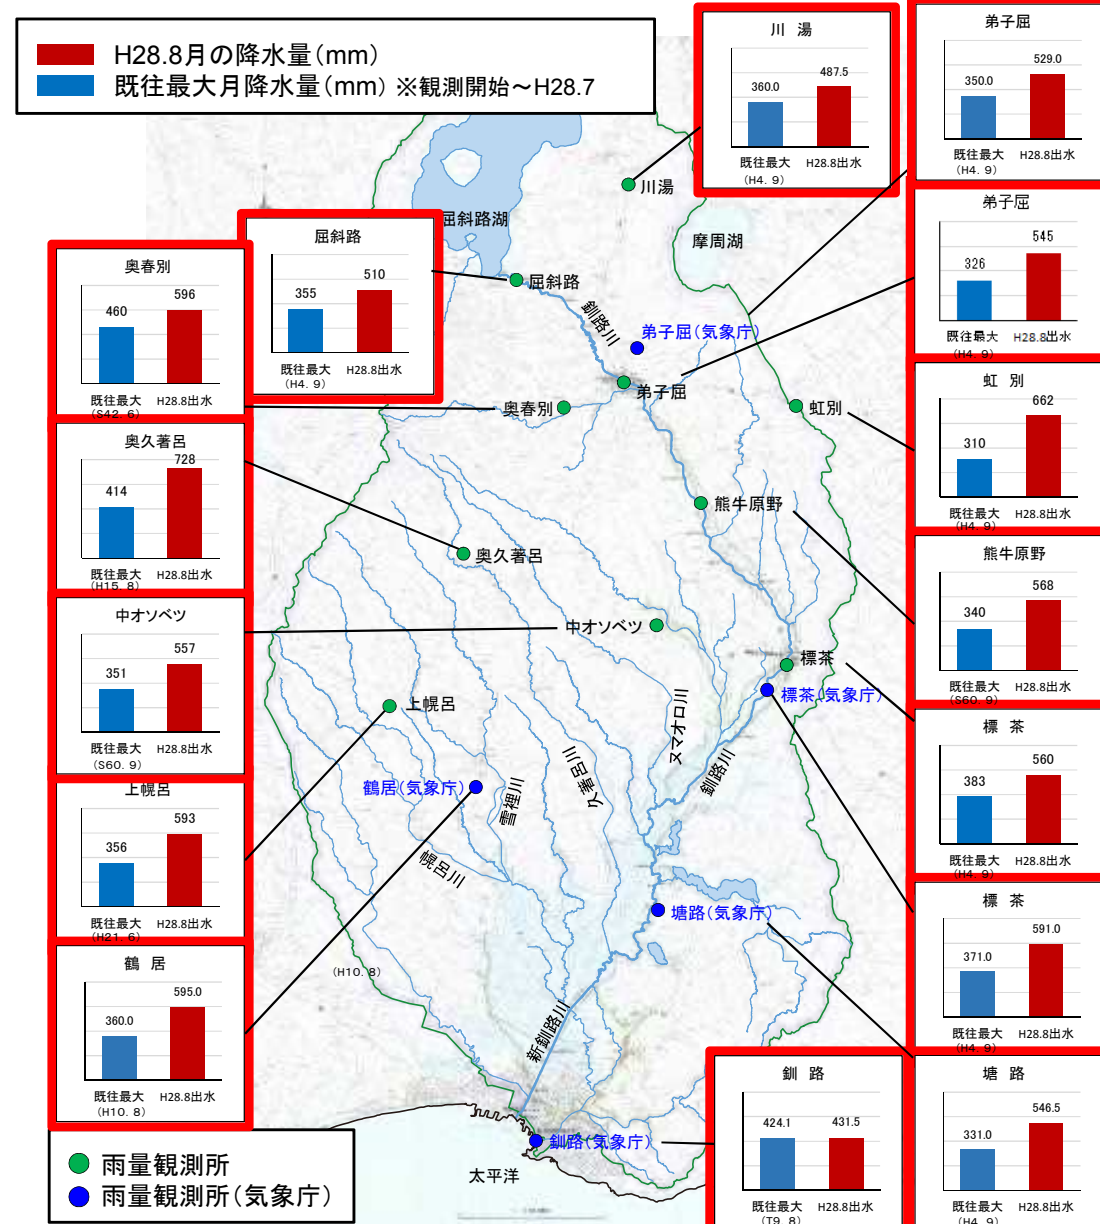 H28.8月の降水量(mm)
既往最大月降水量(mm) ※観測開始～H28.7
川 湯
360.0
487.5
既往最大
H28.8出水
(H4. 9)
弟子屈
350.0
529.0
既往最大
H28.8出水
(H4. 9)
弟子屈
326
545
既往最大
H28.8出水
(H4. 9)
虹 別
310
662
既往最大
H28.8出水
(H4. 9)
熊牛原野
340
568
既往最大
H28.8出水
(S60. 9)
標 茶
383
560
既往最大
H28.8出水
(H4. 9)
標 茶
371.0
591.0
既往最大
H28.8出水
(H4. 9)
塘 路
331.0
546.5
既往最大
H28.8出水
(H4. 9)
釧 路
424.1
431.5
既往最大
H28.8出水
(T9. 8)
屈斜路
355
510
既往最大
H28.8出水
(H4. 9)
奥春別
460
596
既往最大
H28.8出水
(S42. 6)
奥久著呂
414
728
既往最大
H28.8出水
(H15. 8)
中オソベツ
351
557
既往最大
H28.8出水
(S60. 9)
上幌呂
356
593
既往最大
H28.8出水
(H21. 6)
鶴 居
360.0
595.0
既往最大
H28.8出水
(H10. 8)
屈斜路湖
川湯
摩周湖
屈斜路
釧路川
弟子屈(気象庁)
弟子屈
奥春別
虹別
熊牛原野
奥久著呂
中オソベツ
標茶
標茶(気象庁)
上幌呂
ヌマオロ川
釧路川
久著呂川
鶴居(気象庁)
雪裡川
幌呂川
塘路(気象庁)
(H10. 8)
新釧路川
釧路(気象庁)
太平洋
雨量観測所
雨量観測所(気象庁)